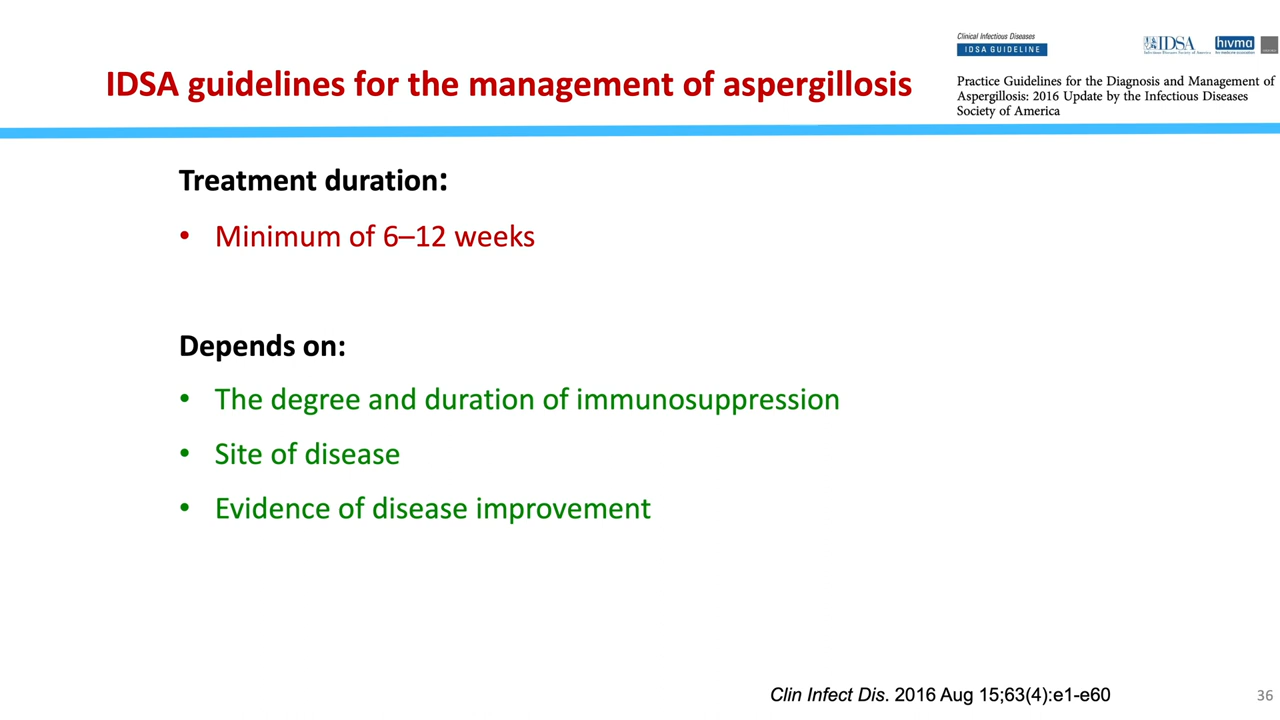 Clinical Infectious Diseases
IDSA GUIDELINE
IDSA
hivma
IDSA guidelines for the management of aspergillosis
Practice Guidelines for the Diagnosis and Management of
Aspergillosis: 2016 Update by the Infectious Diseases
Society of America
Treatment duration:
• Minimum of 6–12 weeks
Depends on:
• The degree and duration of immunosuppression
• Site of disease
• Evidence of disease improvement
Clin Infect Dis. 2016 Aug 15;63(4):e1-e60
36